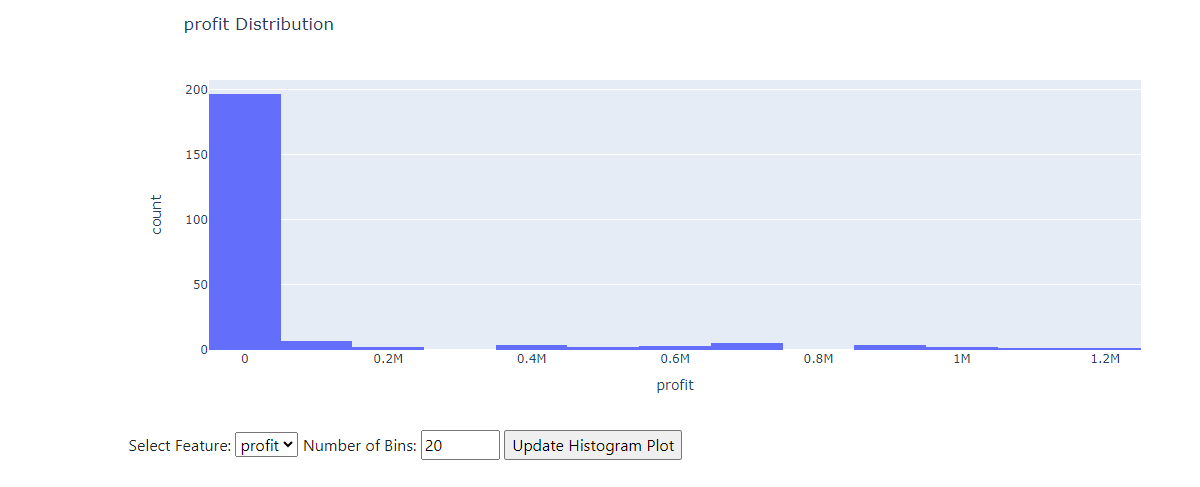 profit Distribution
200
150
100
50
0
count
0 0.2M 0.4M 0.6M 0.8M 1M 1.2M
profit
Select Feature: profit Number of Bins: 20 Update Histogram Plot